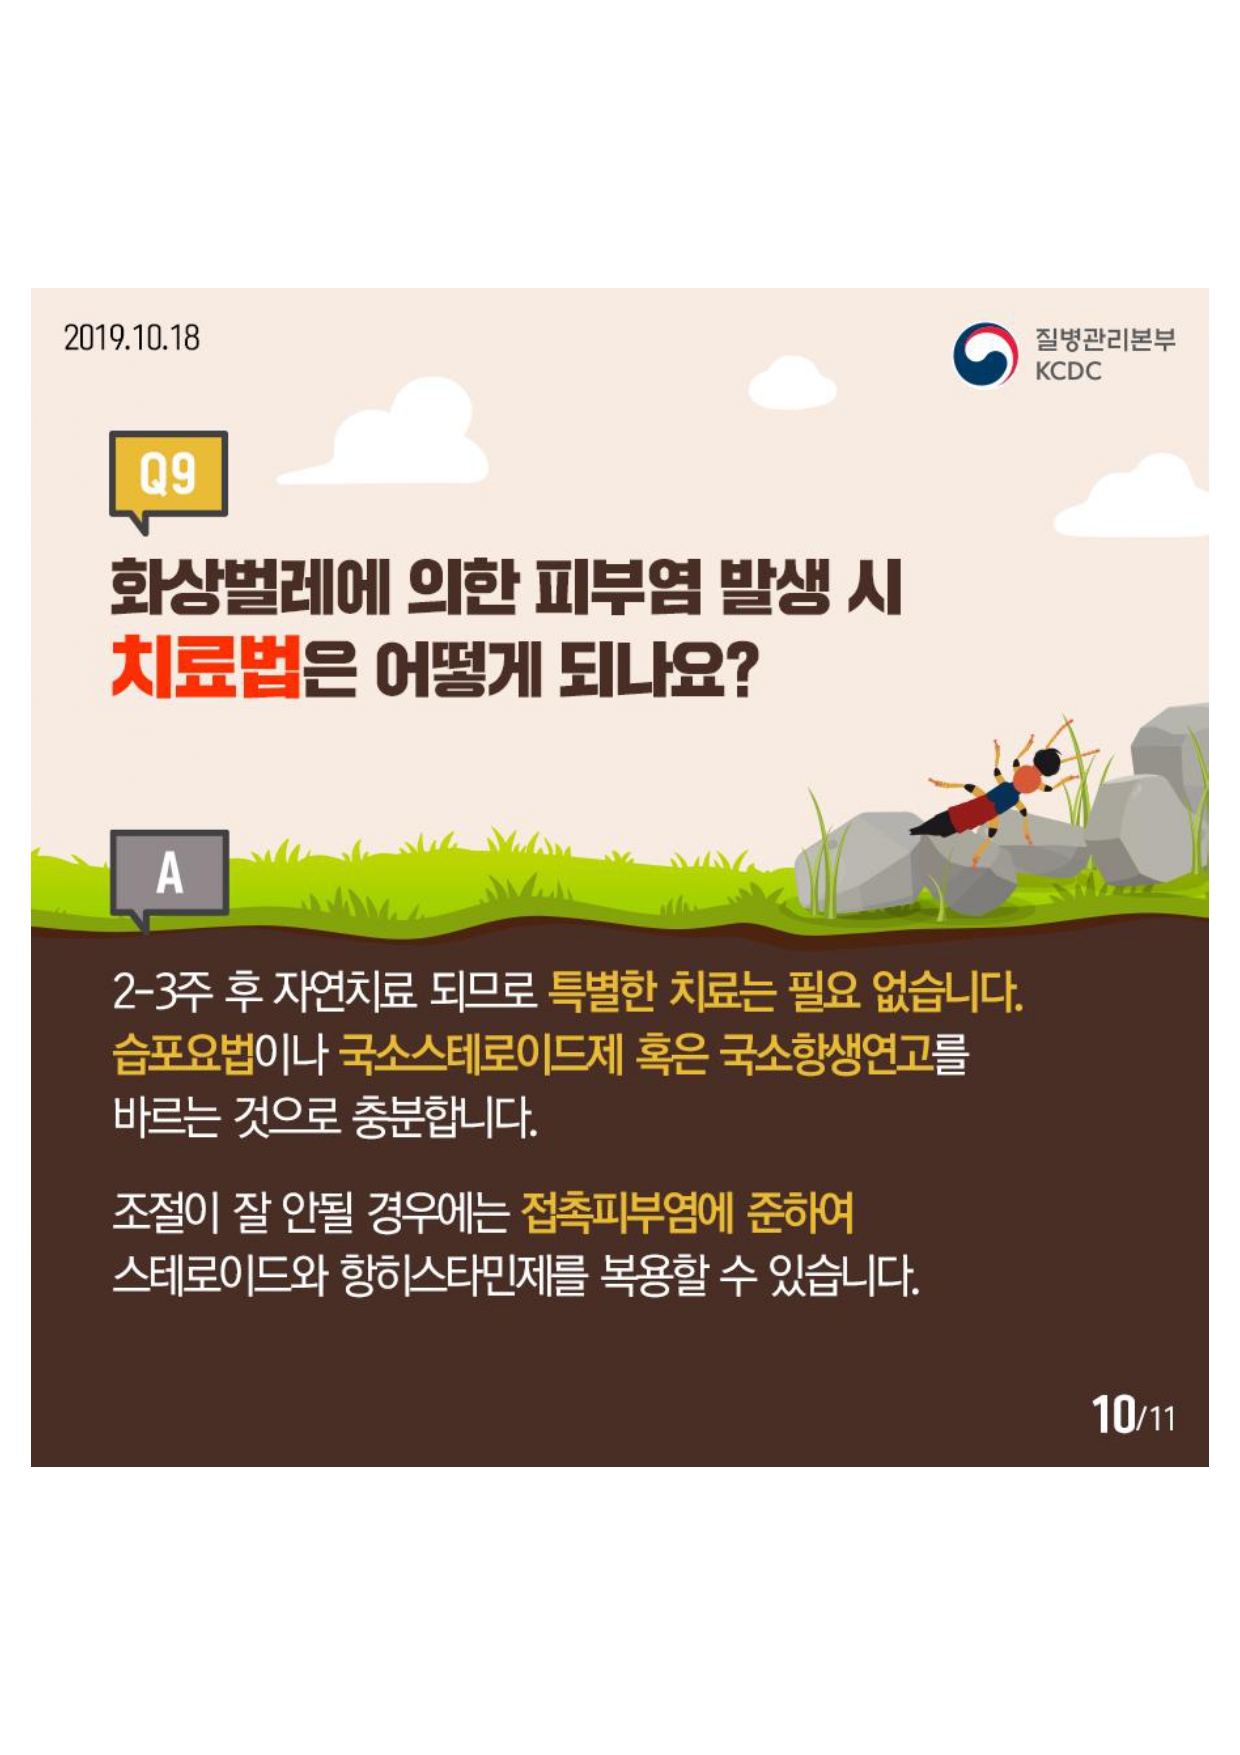 2019.10.18
질병관리본부
KCDC
Q9
화상벌레에 의한 피부염 발생 시
치료법은 어떻게 되나요?
A
2-3주 후 자연치료 되므로 특별한 치료는 필요 없습니다.
습포요법이나 국소스테로이드제 혹은 국소항생연고를
바르는 것으로 충분합니다.
조절이 잘 안될 경우에는 접촉피부염에 준하여
스테로이드와 항히스타민제를 복용할 수 있습니다.
10/11